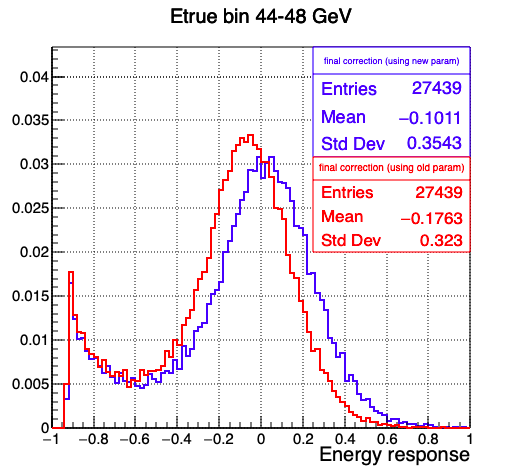 Etrue bin 44-48 GeV
final correction (using new param)
Entries 27439
Mean −0.1011
Std Dev 0.3543
final correction (using old param)
Entries 27439
Mean −0.1763
Std Dev 0.323
0.04
0.035
0.03
0.025
0.02
0.015
0.01
0.005
0
−1 −0.8 −0.6 −0.4 −0.2 0 0.2 0.4 0.6 0.8 1
Energy response